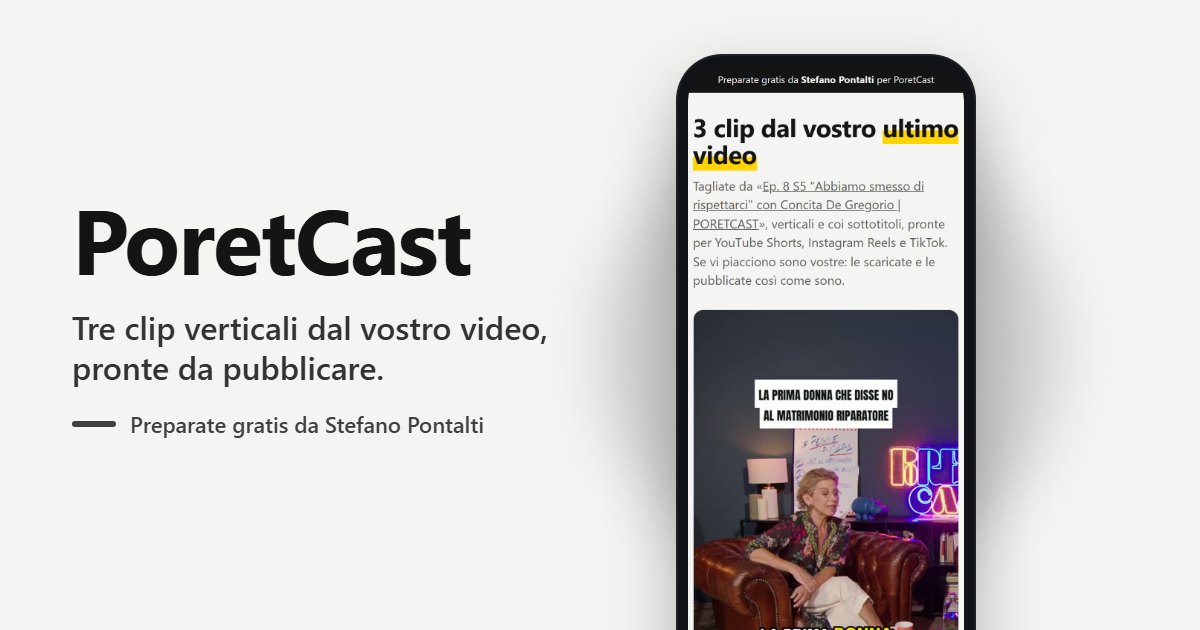 PoretCast
Tre clip verticali dal vostro video,
pronte da pubblicare.
Preparate gratis da Stefano Pontalti
Preparate gratis da Stefano Pontalti per PoretCast
3 clip dal vostro ultimo
video
Tagliate da «Ep. 8 S5 "Abbiamo smesso di
rispettarci" con Concita De Gregorio |
PORETCAST», verticali e coi sottotitoli, pronte
per YouTube Shorts, Instagram Reels e TikTok.
Se vi piacciono sono vostre: le scaricate e le
pubblicate così come sono.
LA PRIMA DONNA CHE DISSE NO
AL MATRIMONIO RIPARATORE
LA PRIMA DONNA